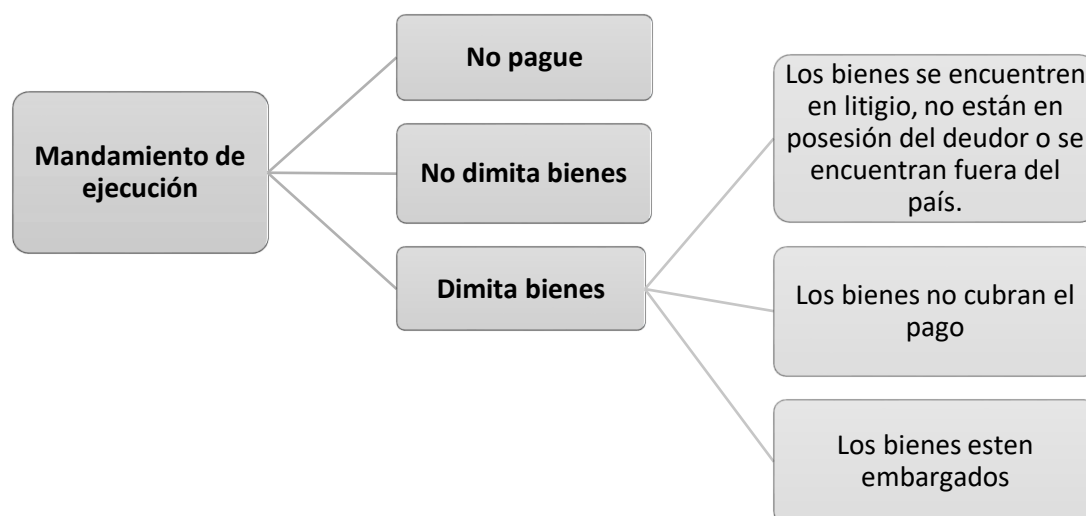 Mandamiento de
ejecución
No pague
No dimita bienes
Dimita bienes
Los bienes se encuentren
en litigio, no están en
posesión del deudor o se
encuentran fuera del
país.
Los bienes no cubran el
pago
Los bienes esten
embargados